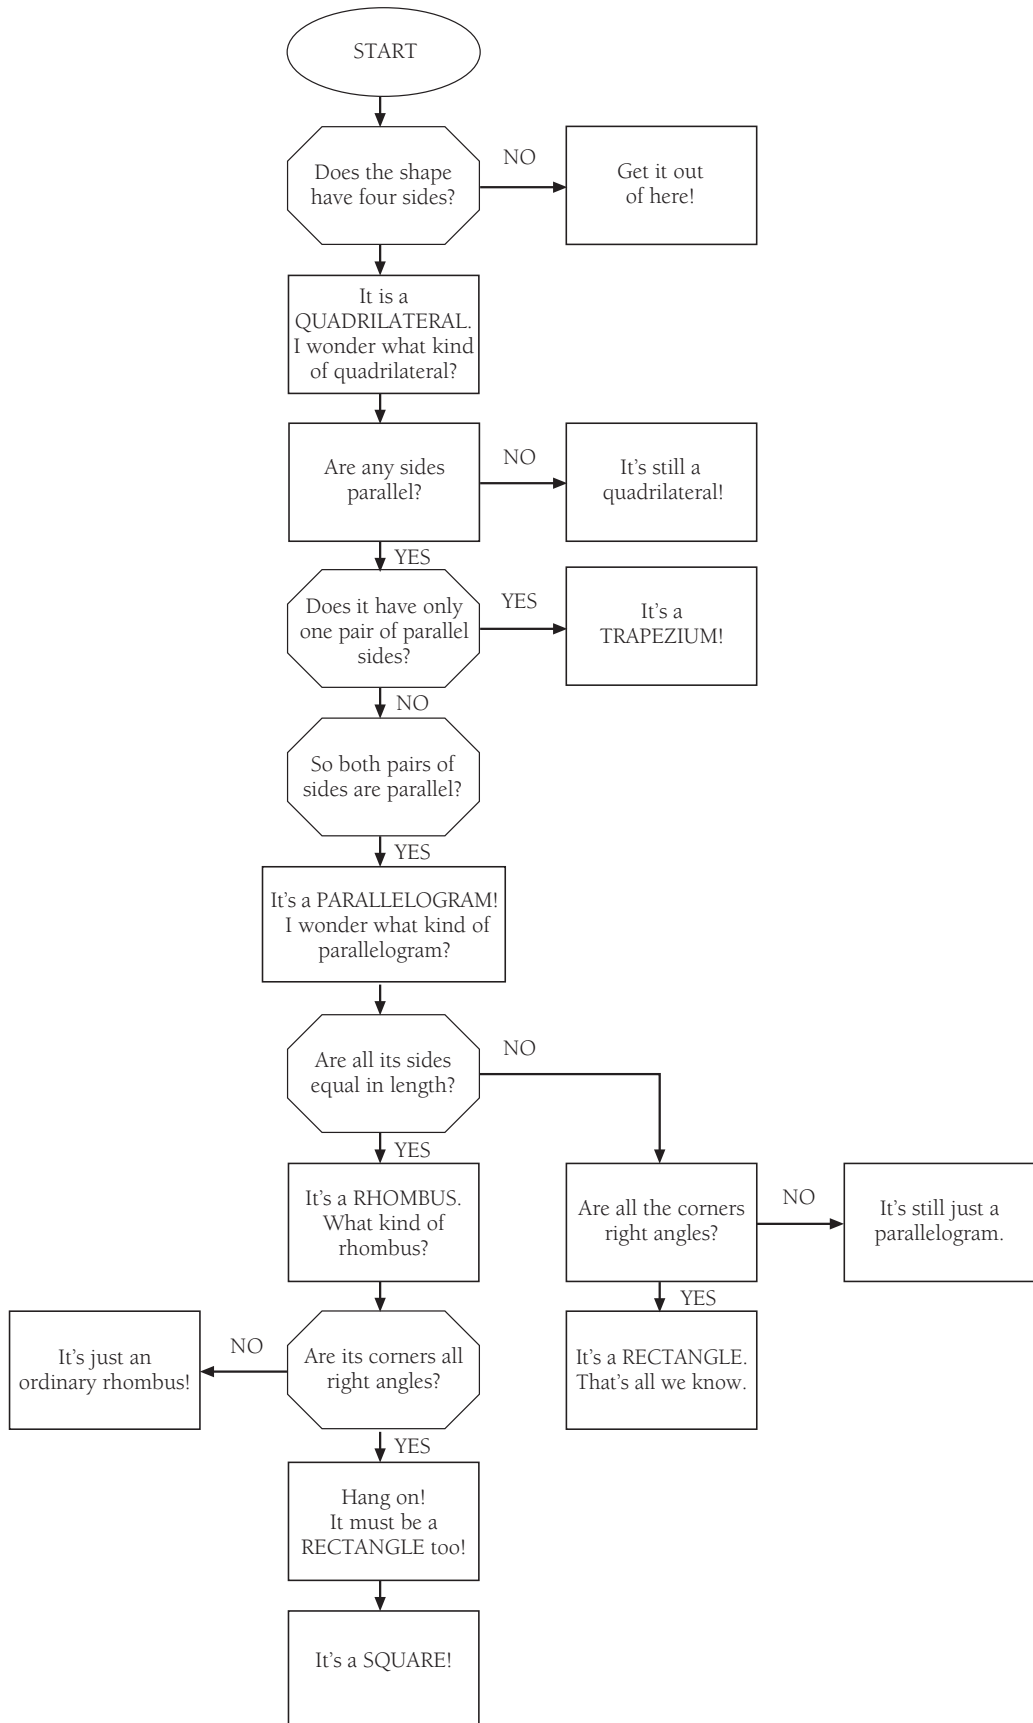 START
Does the shape
have four sides?
NO
Get it out
of here!
It is a
QUADRILATERAL.
I wonder what kind
of quadrilateral?
Are any sides
parallel?
NO
It's still a
quadrilateral!
YES
Does it have only
one pair of parallel
sides?
YES
It's a
TRAPEZIUM!
NO
So both pairs of
sides are parallel?
YES
It's a PARALLELOGRAM!
I wonder what kind of
parallelogram?
Are all its sides
equal in length?
NO
YES
It's a RHOMBUS.
What kind of
rhombus?
Are all the corners
right angles?
NO
It's still just a
parallelogram.
YES
It's a RECTANGLE.
That's all we know.
Are its corners all
right angles?
NO
It's just an
ordinary rhombus!
YES
Hang on!
It must be a
RECTANGLE too!
It's a SQUARE!